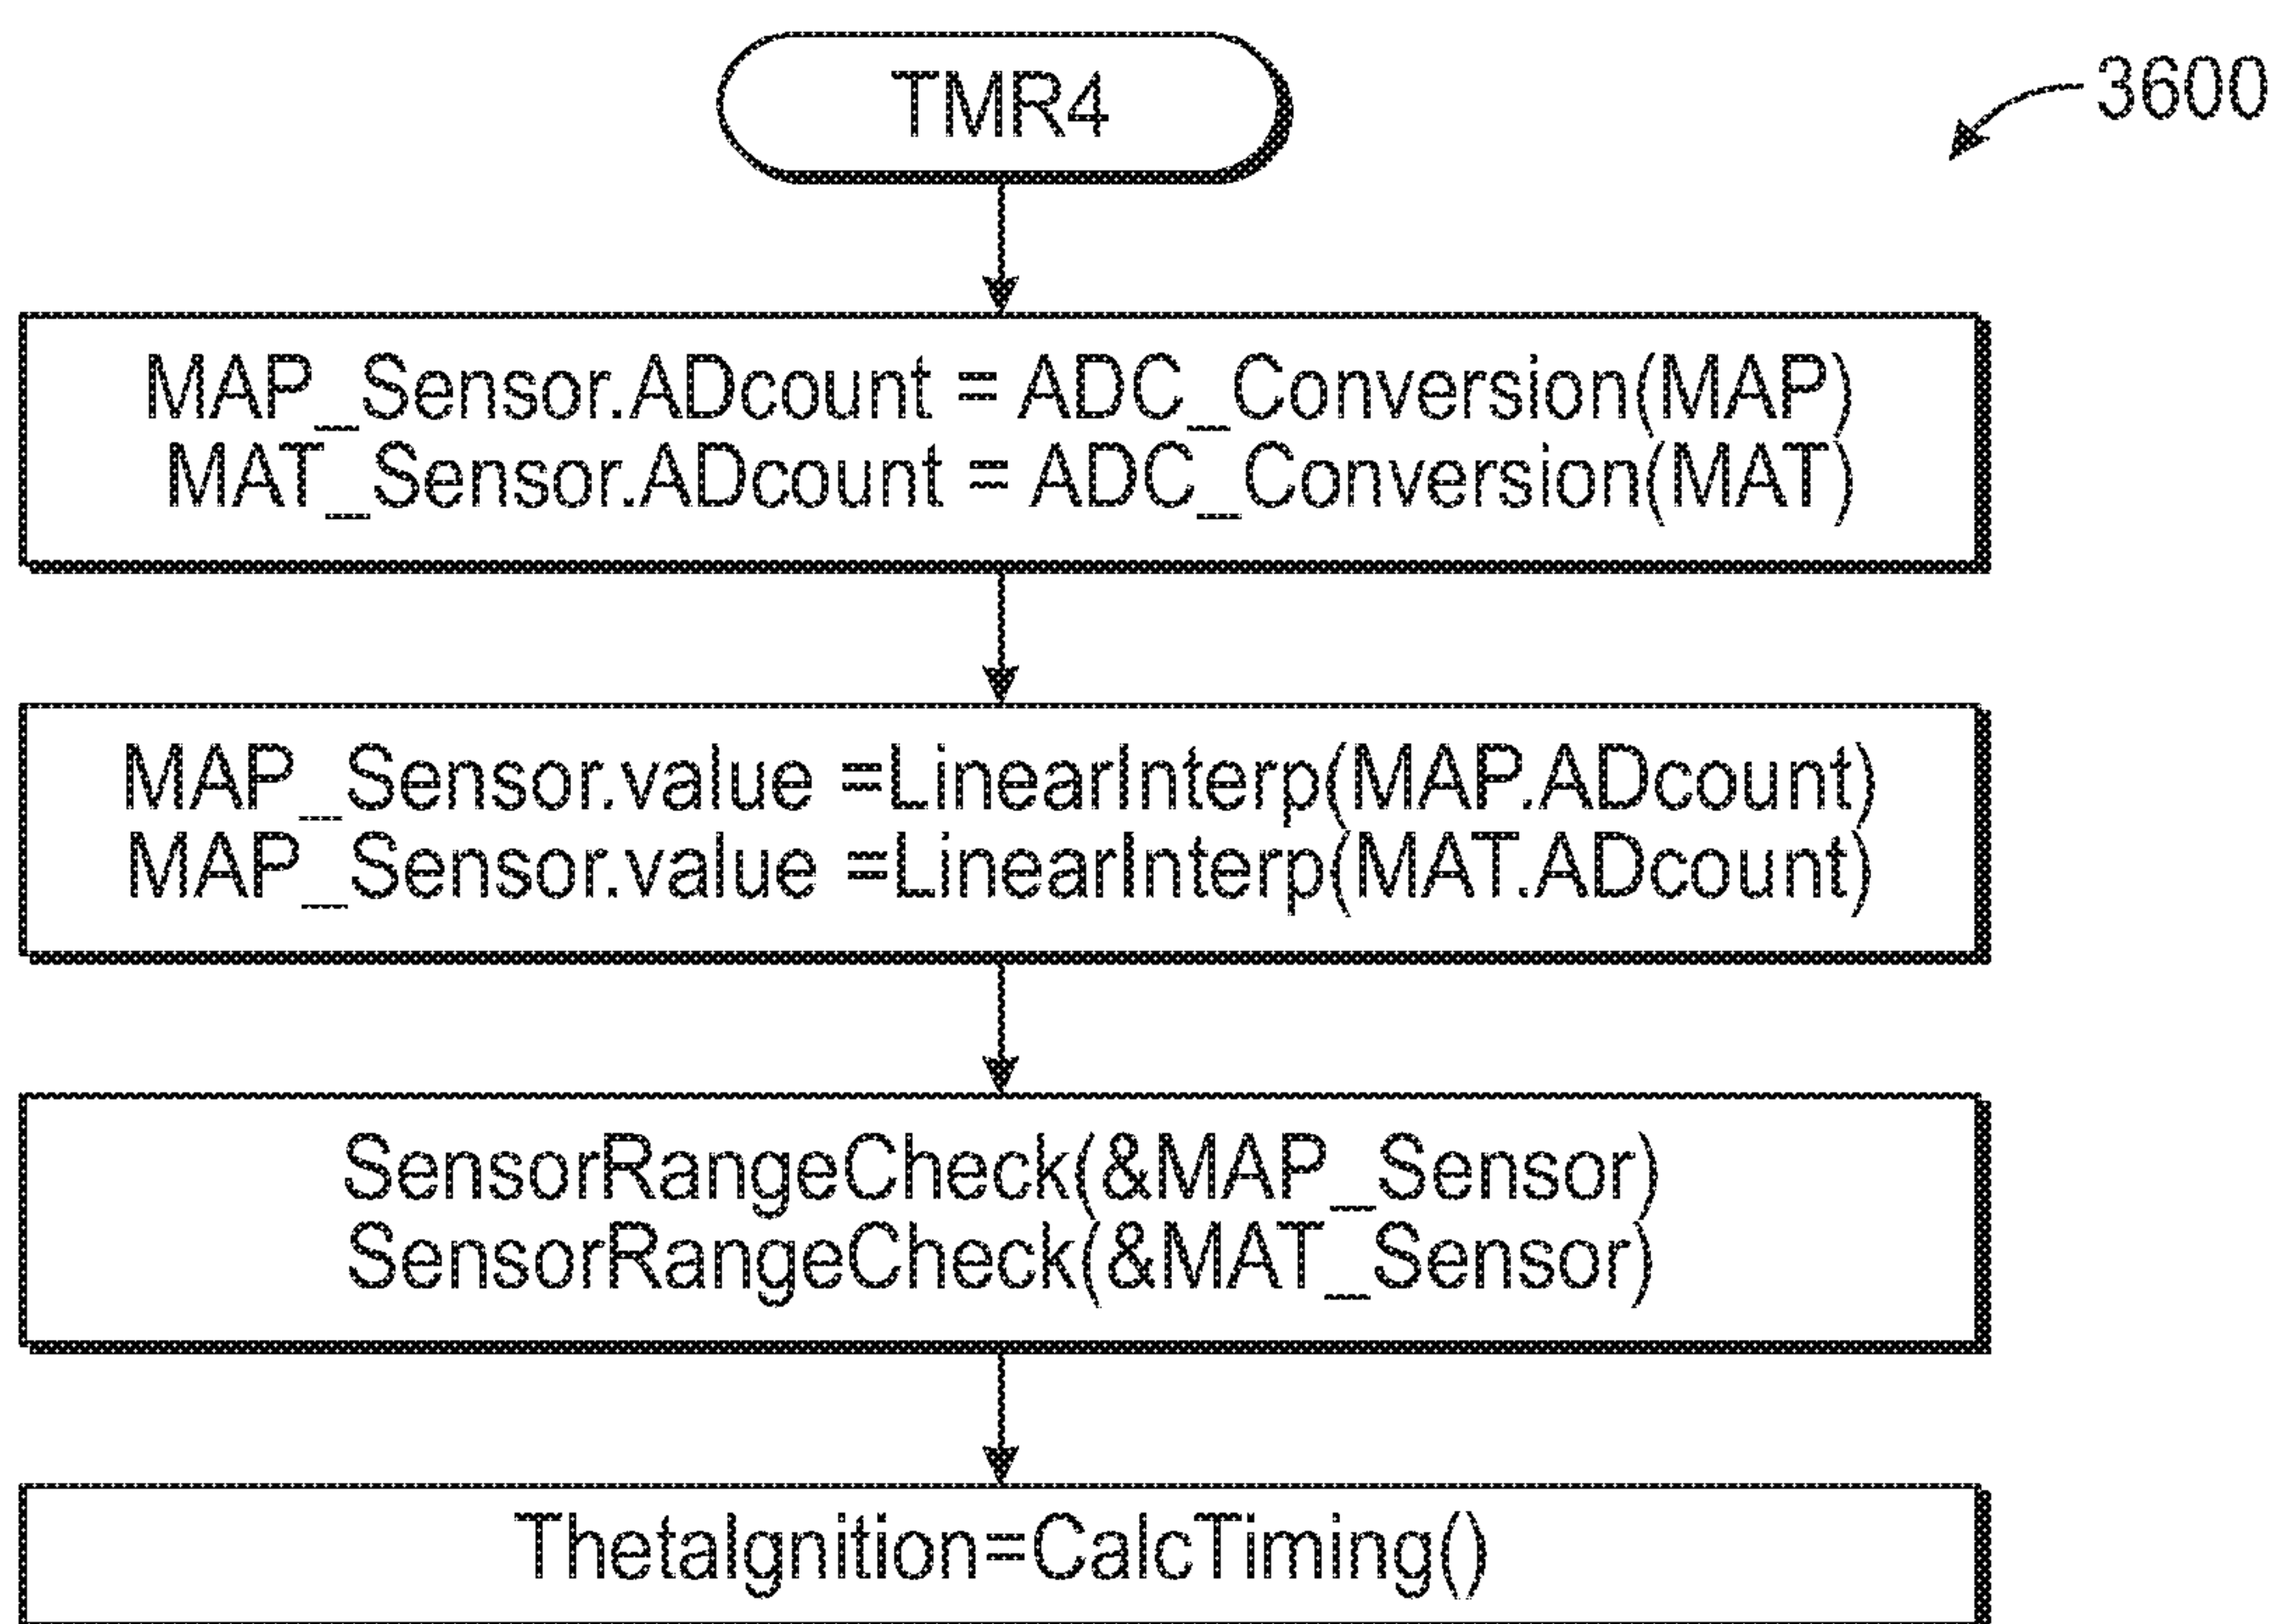 TMR4
3600
MAP_Sensor.ADcount = ADC_Conversion(MAP)
MAT_Sensor.ADcount = ADC_Conversion(MAT)
MAP_Sensor.value =LinearInterp(MAP.ADcount)
MAP_Sensor.value =LinearInterp(MAT.ADcount)
SensorRangeCheck(&MAP_Sensor)
SensorRangeCheck(&MAT_Sensor)
ThetaIgnition=CalcTiming()